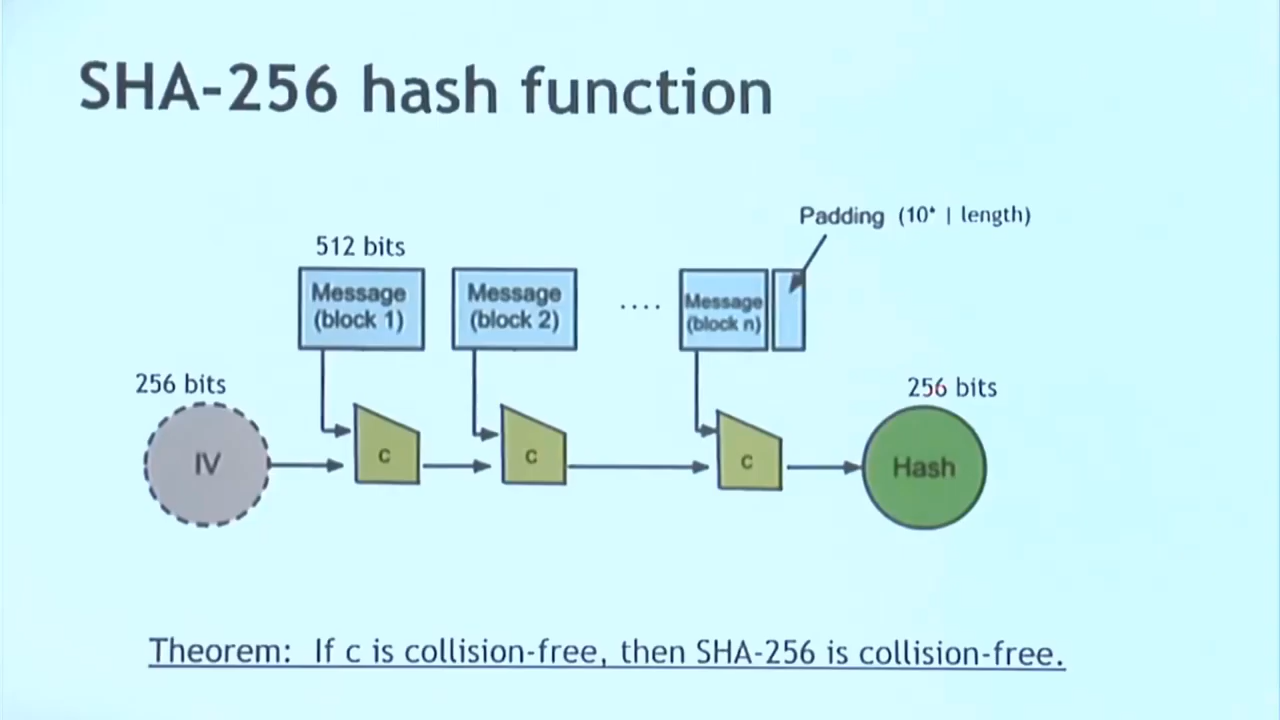 SHA-256 hash function
Padding (10* | length)
512 bits
Message
(block 1)
Message
(block 2)
....
Message
(block n)
256 bits
256 bits
IV
c
c
c
Hash
Theorem: If c is collision-free, then SHA-256 is collision-free.